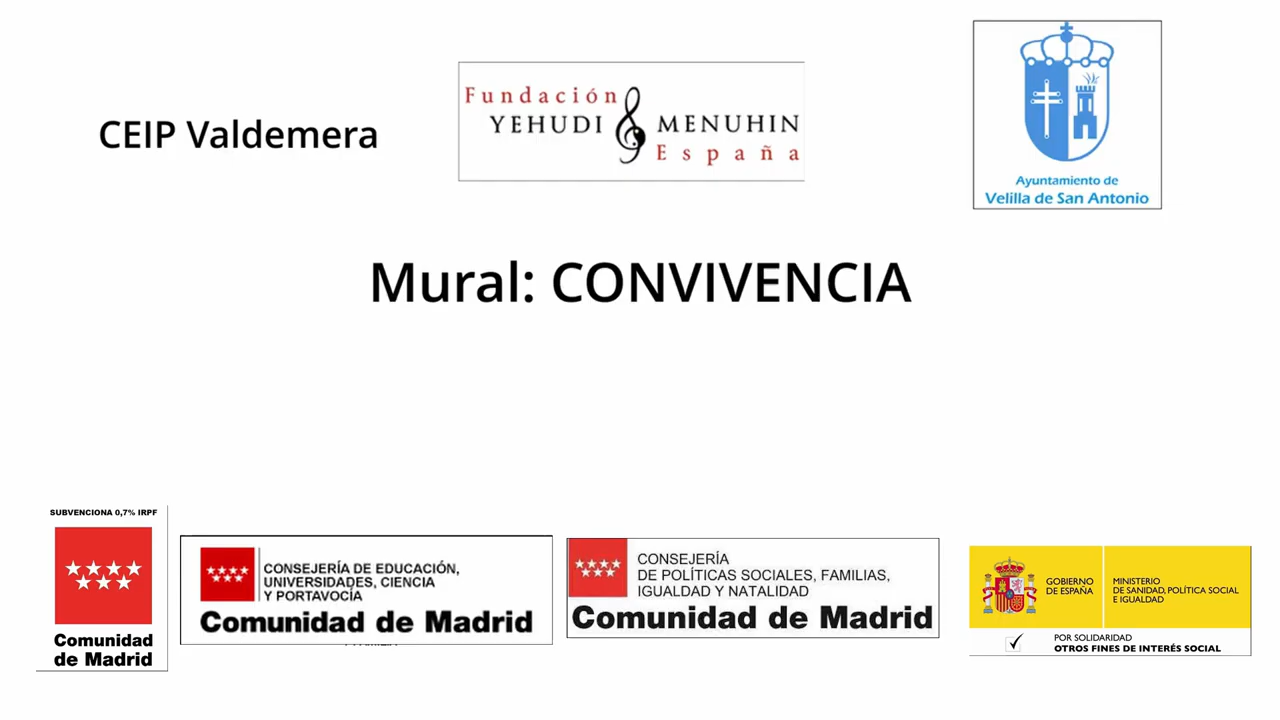 CEIP Valdemera
Fundación
YEHUDI MENUHIN
España
Ayuntamiento de
Velilla de San Antonio
Mural: CONVIVENCIA
SUBVENCIONA 0,7% IRPF
Comunidad
de Madrid
CONSEJERÍA DE EDUCACIÓN,
UNIVERSIDADES, CIENCIA
Y PORTAVOCÍA
Comunidad de Madrid
CONSEJERÍA
DE POLÍTICAS SOCIALES, FAMILIAS,
IGUALDAD Y NATALIDAD
Comunidad de Madrid
GOBIERNO
DE ESPAÑA
MINISTERIO
DE SANIDAD, POLÍTICA SOCIAL
E IGUALDAD
POR SOLIDARIDAD
OTROS FINES DE INTERÉS SOCIAL